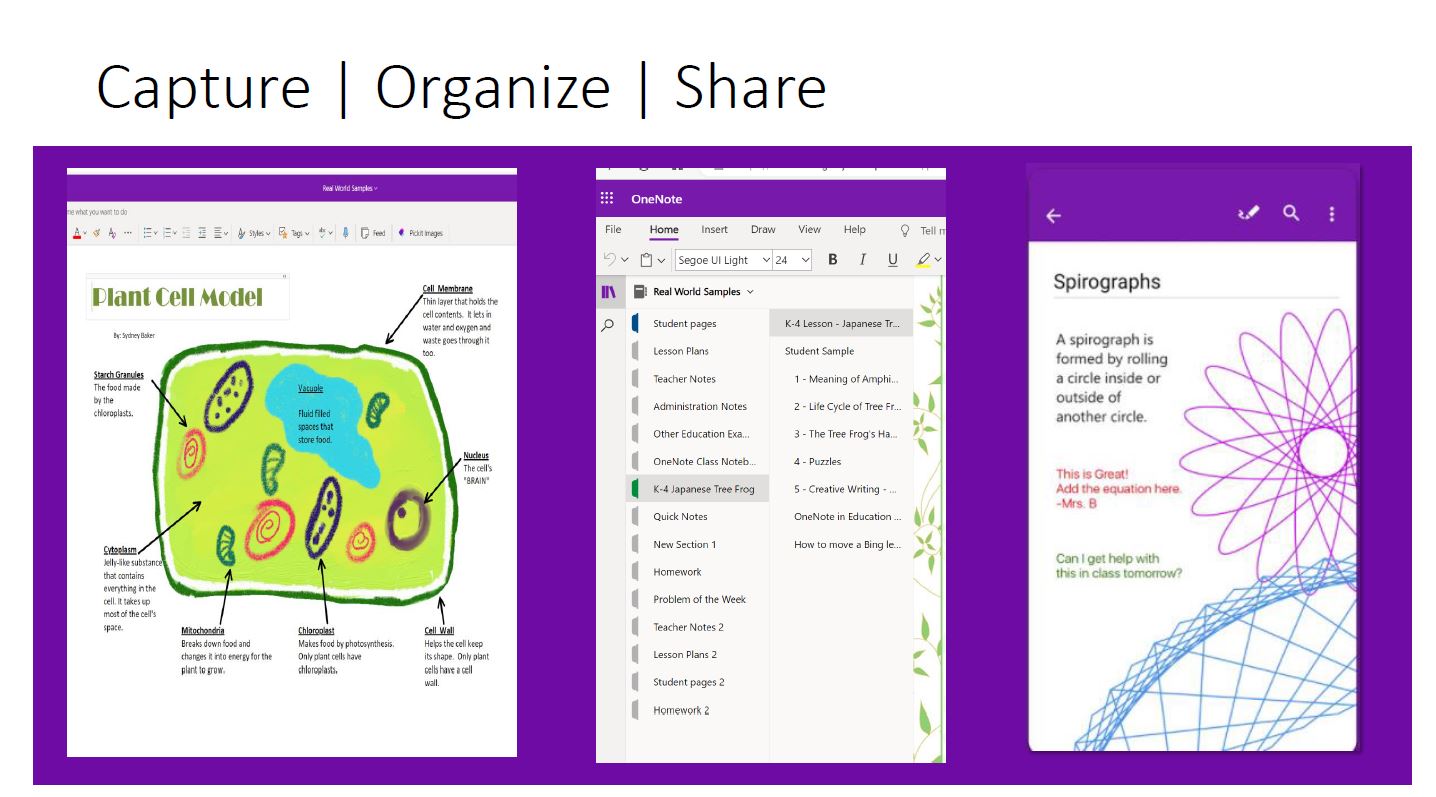 Capture | Organize | Share
Real World Samples
me what you want to do
Styles
Tags
Feed
Pickit Images
Plant Cell Model
By: Sydney Baker
Cell Membrane
Thin layer that holds the
cell contents. It lets in
water and oxygen and
waste goes through it
too.
Starch Granules
The food made
by the
chloroplasts.
Vacuole
Fluid filled
spaces that
store food.
Nucleus
The cell's
"BRAIN"
Cytoplasm
Jelly-like substance
that contains
everything in the
cell. It takes up
most of the cell's
space.
Mitochondria
Breaks down food and
changes it into energy for the
plant to grow.
Chloroplast
Makes food by photosynthesis.
Only plant cells have
chloroplasts.
Cell Wall
Helps the cell keep
its shape. Only plant
cells have a cell
wall.
OneNote
File Home Insert Draw View Help Tell m
Segoe UI Light 24 B I U
Real World Samples
Student pages
Lesson Plans
Teacher Notes
Administration Notes
Other Education Exa...
OneNote Class Noteb...
K-4 Japanese Tree Frog
Quick Notes
New Section 1
Homework
Problem of the Week
Teacher Notes 2
Lesson Plans 2
Student pages 2
Homework 2
K-4 Lesson - Japanese Tr...
Student Sample
1 - Meaning of Amphi...
2 - Life Cycle of Tree Fr...
3 - The Tree Frog's Ha...
4 - Puzzles
5 - Creative Writing - ...
OneNote in Education ...
How to move a Bing le...
Spirographs
A spirograph is
formed by rolling
a circle inside or
outside of
another circle.
This is Great!
Add the equation here.
-Mrs. B
Can I get help with
this in class tomorrow?